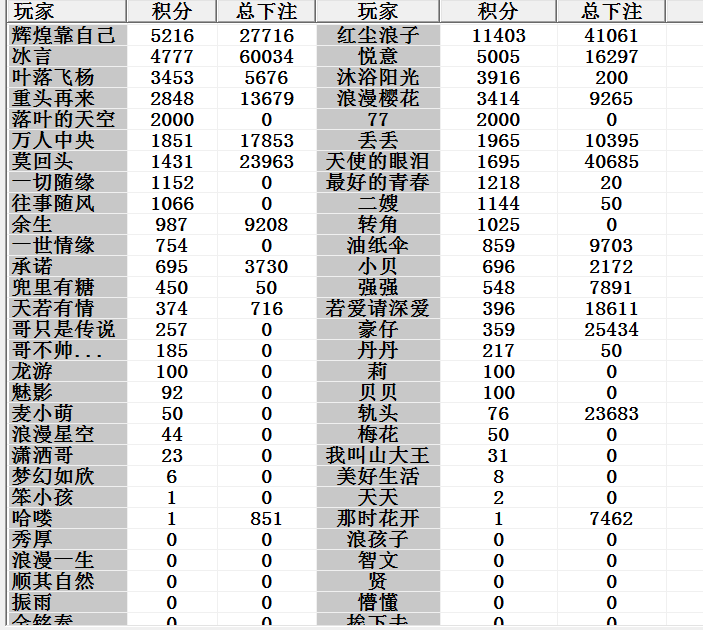 玩家 积分 总下注 玩家 积分 总下注
辉煌靠自己 5216 27716 红尘浪子 11403 41061
冰言 4777 60034 悦意 5005 16297
叶落飞杨 3453 5676 沐浴阳光 3916 200
重头再来 2848 13679 浪漫樱花 3414 9265
落叶的天空 2000 0 77 2000 0
万人中央 1851 17853 丢丢 1965 10395
莫回头 1431 23963 天使的眼泪 1695 40685
一切随缘 1152 0 最好的青春 1218 20
往事随风 1066 0 二嫂 1144 50
余生 987 9208 转角 1025 0
一世情缘 754 0 油纸伞 859 9703
承诺 695 3730 小贝 696 2172
兜里有糖 450 50 强强 548 7891
天若有情 374 716 若爱请深爱 396 18611
哥只是传说 257 0 豪仔 359 25434
哥不帅... 185 0 丹丹 217 50
龙游 100 0 莉 100 0
魅影 92 0 贝贝 100 0
麦小萌 50 0 轨头 76 23683
浪漫星空 44 0 梅花 50 0
潇洒哥 23 0 我叫山大王 31 0
梦幻如欣 6 0 美好生活 8 0
笨小孩 1 0 天天 2 0
哈喽 1 851 那时花开 1 7462
秀厚 0 0 浪孩子 0 0
浪漫一生 0 0 智文 0 0
顺其自然 0 0 贤 0 0
振雨 0 0 懵懂 0 0